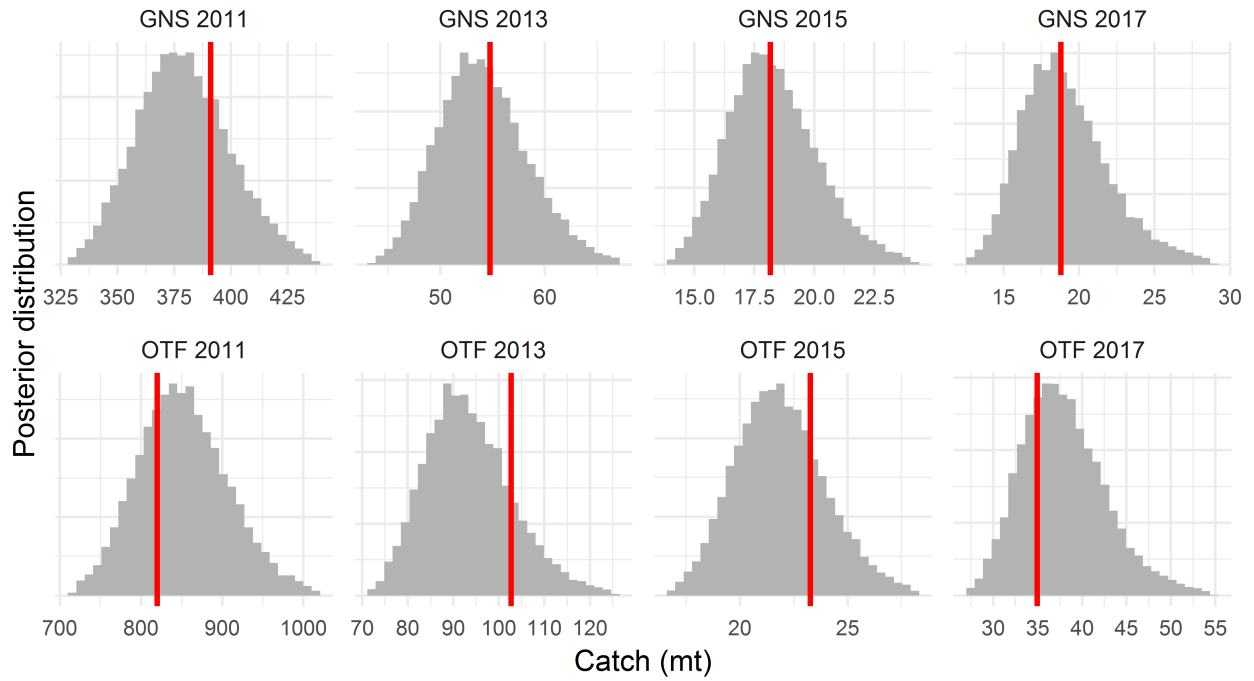 GNS 2011 GNS 2013 GNS 2015 GNS 2017
325 350 375 400 425 50 60 15.0 17.5 20.0 22.5 15 20 25 30
OTF 2011 OTF 2013 OTF 2015 OTF 2017
700 800 900 1000 70 80 90 100 110 120 20 25 30 35 40 45 50 55
Posterior distribution
Catch (mt)